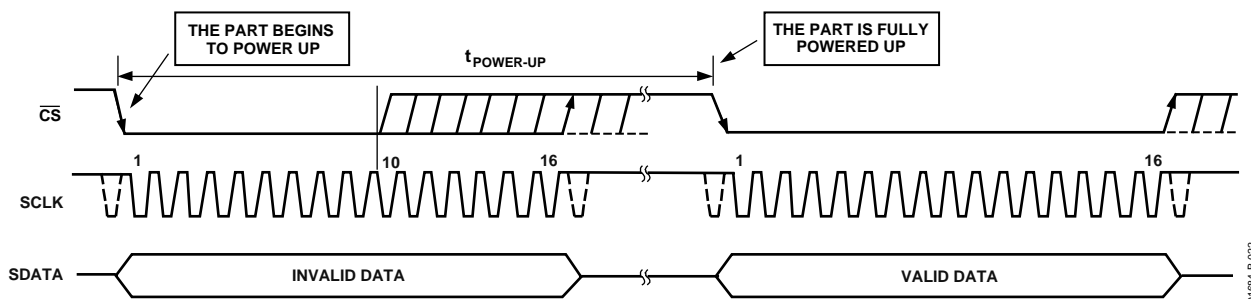 THE PART BEGINS
TO POWER UP
THE PART IS FULLY
POWERED UP
tPOWER-UP
CS
1
10
16
1
16
SCLK
SDATA
INVALID DATA
VALID DATA